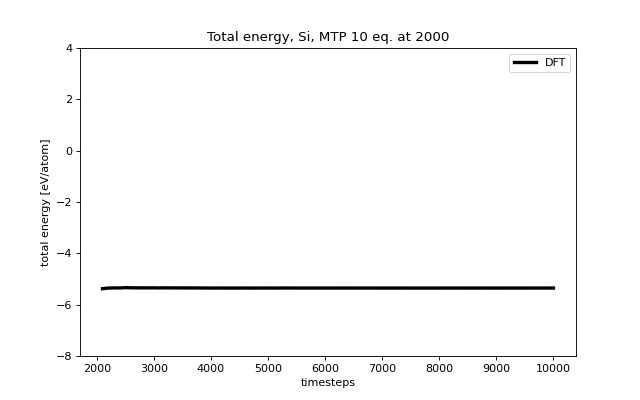 Total energy, Si, MTP 10 eq. at 2000
DFT
total energy [eV/atom]
4
2
0
−2
−4
−6
−8
2000 3000 4000 5000 6000 7000 8000 9000 10000
timesteps